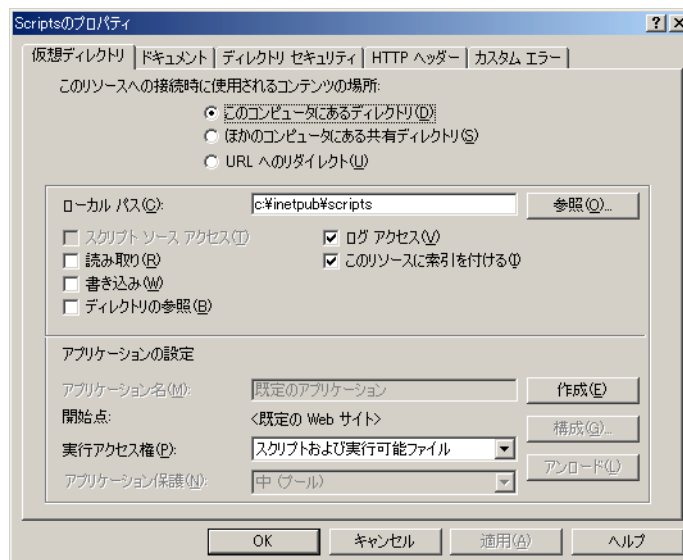 Scriptsのプロパティ
仮想ディレクトリ ドキュメント ディレクトリ セキュリティ HTTP ヘッダー カスタム エラー
このリソースへの接続時に使用されるコンテンツの場所:
このコンピュータにあるディレクトリ(D)
ほかのコンピュータにある共有ディレクトリ(S)
URL へのリダイレクト(U)
ローカル パス(C): c:¥inetpub¥scripts 参照(O)...
スクリプト ソース アクセス(T) ログ アクセス(V)
読み取り(R) このリソースに索引を付ける(I)
書き込み(W)
ディレクトリの参照(B)
アプリケーションの設定
アプリケーション名(M): 既定のアプリケーション 作成(E)
開始点: <既定の Web サイト> 構成(G)...
実行アクセス権(P): スクリプトおよび実行可能ファイル アンロード(L)
アプリケーション保護(N): 中 (プール)
OK キャンセル 適用(A) ヘルプ